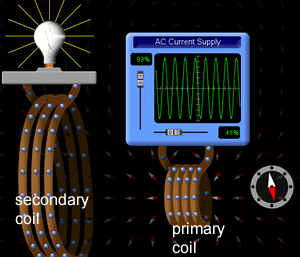 AC Current Supply
93%
41%
secondary
coil
primary
coil